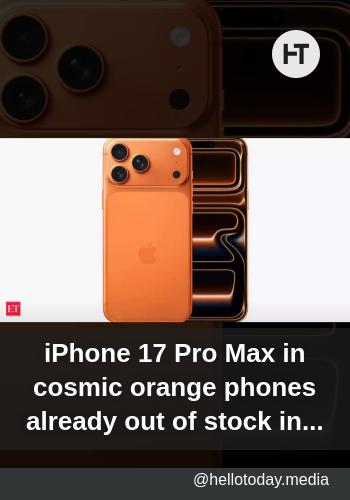 HT
ET
iPhone 17 Pro Max in
cosmic orange phones
already out of stock in...
@hellotoday.media